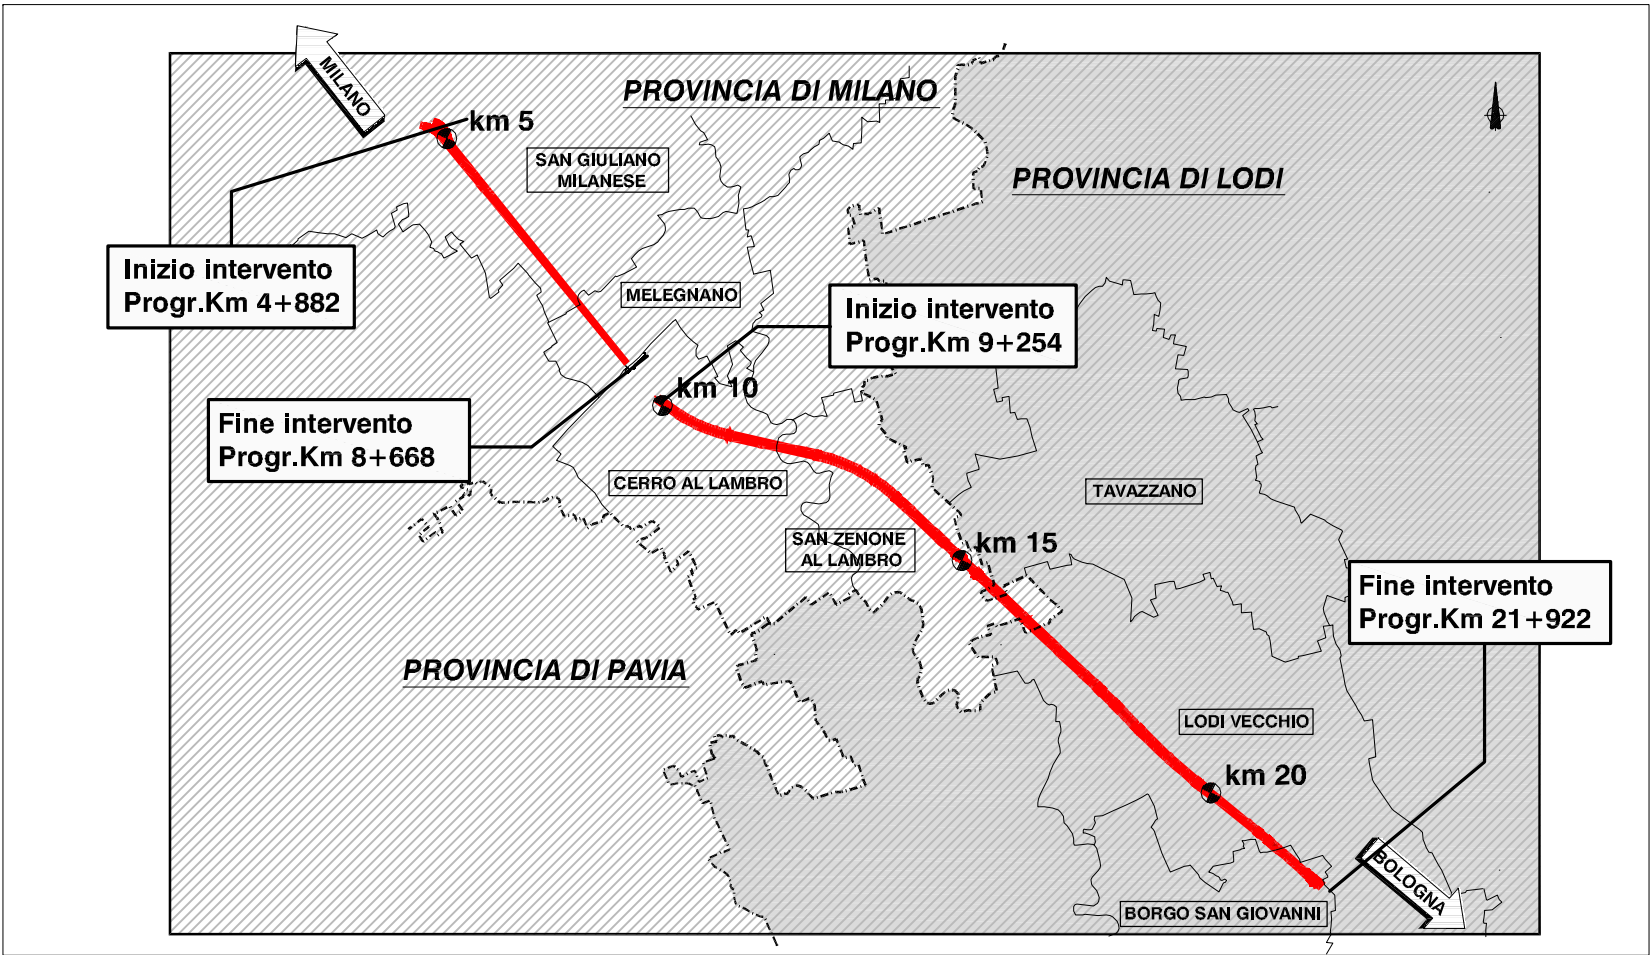 MILANO
PROVINCIA DI MILANO
km 5
SAN GIULIANO
MILANESE
PROVINCIA DI LODI
Inizio intervento
Progr.Km 4+882
MELEGNANO
Inizio intervento
Progr.Km 9+254
km 10
Fine intervento
Progr.Km 8+668
CERRO AL LAMBRO
TAVAZZANO
SAN ZENONE
AL LAMBRO
km 15
Fine intervento
Progr.Km 21+922
PROVINCIA DI PAVIA
LODI VECCHIO
km 20
BOLOGNA
BORGO SAN GIOVANNI